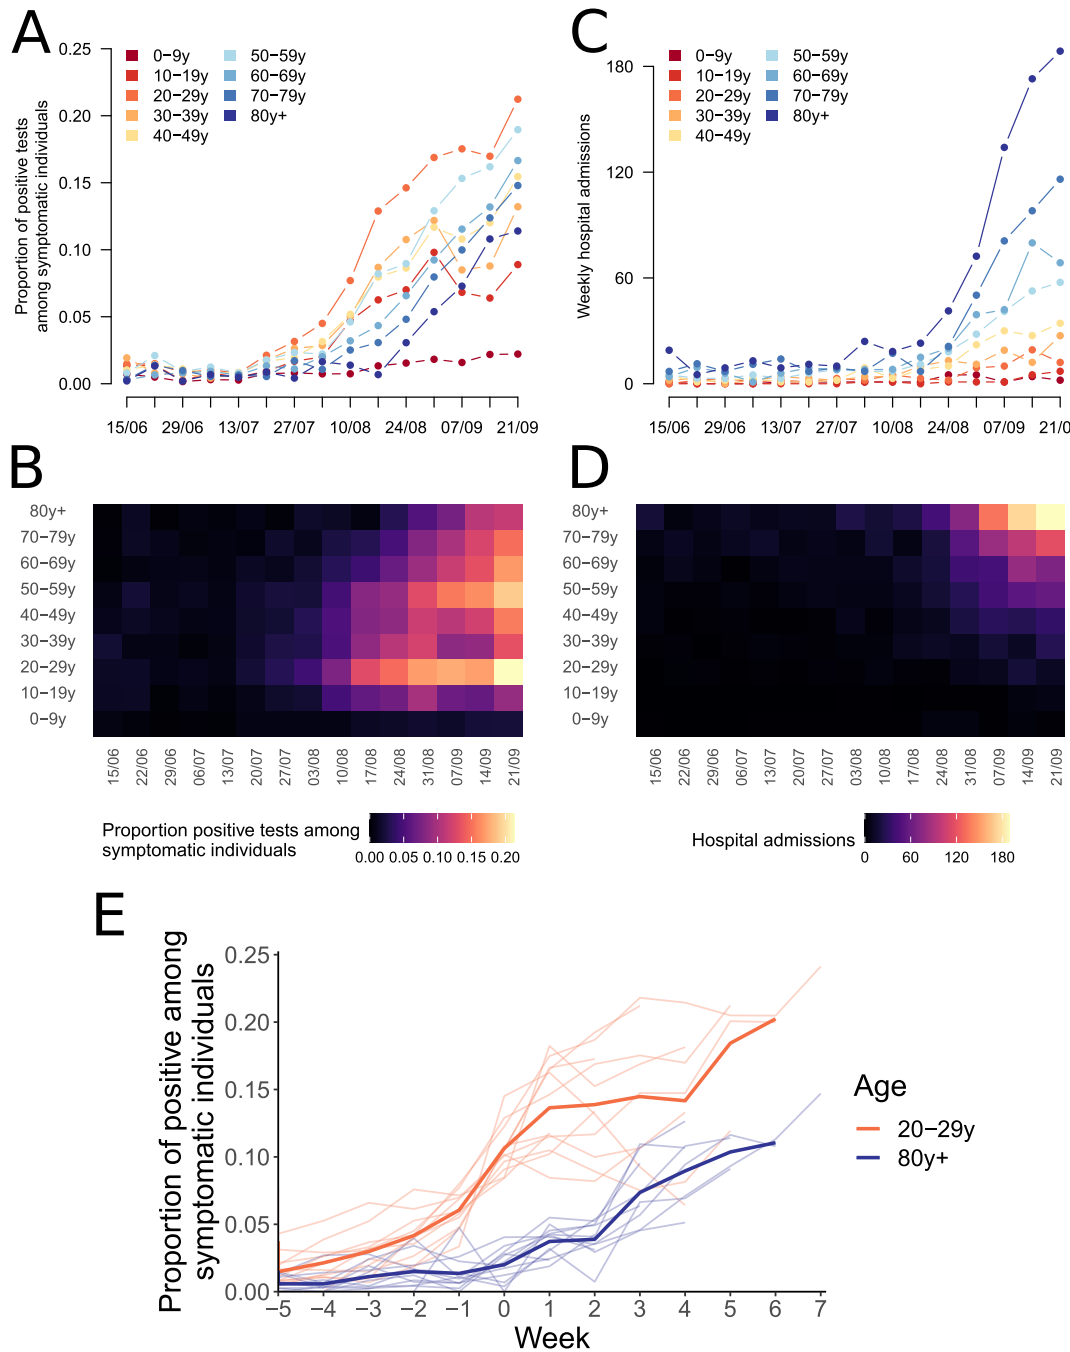 A
0.25
0.20
0.15
0.10
0.05
0.00
Proportion of positive tests
among symptomatic individuals
0−9y
10−19y
20−29y
30−39y
40−49y
50−59y
60−69y
70−79y
80y+
15/06 29/06 13/07 27/07 10/08 24/08 07/09 21/09
C
180
120
60
0
Weekly hospital admissions
0−9y
10−19y
20−29y
30−39y
40−49y
50−59y
60−69y
70−79y
80y+
15/06 29/06 13/07 27/07 10/08 24/08 07/09 21/0
B
80y+
70−79y
60−69y
50−59y
40−49y
30−39y
20−29y
10−19y
0−9y
15/06 22/06 29/06 06/07 13/07 20/07 27/07 03/08 10/08 17/08 24/08 31/08 07/09 14/09 21/09
Proportion positive tests among
symptomatic individuals
0.00 0.05 0.10 0.15 0.20
D
80y+
70−79y
60−69y
50−59y
40−49y
30−39y
20−29y
10−19y
0−9y
15/06 22/06 29/06 06/07 13/07 20/07 27/07 03/08 10/08 17/08 24/08 31/08 07/09 14/09 21/09
Hospital admissions
0 60 120 180
E
Proportion of positive among
symptomatic individuals
0.25
0.20
0.15
0.10
0.05
0.00
−5 −4 −3 −2 −1 0 1 2 3 4 5 6 7
Week
Age
20−29y
80y+